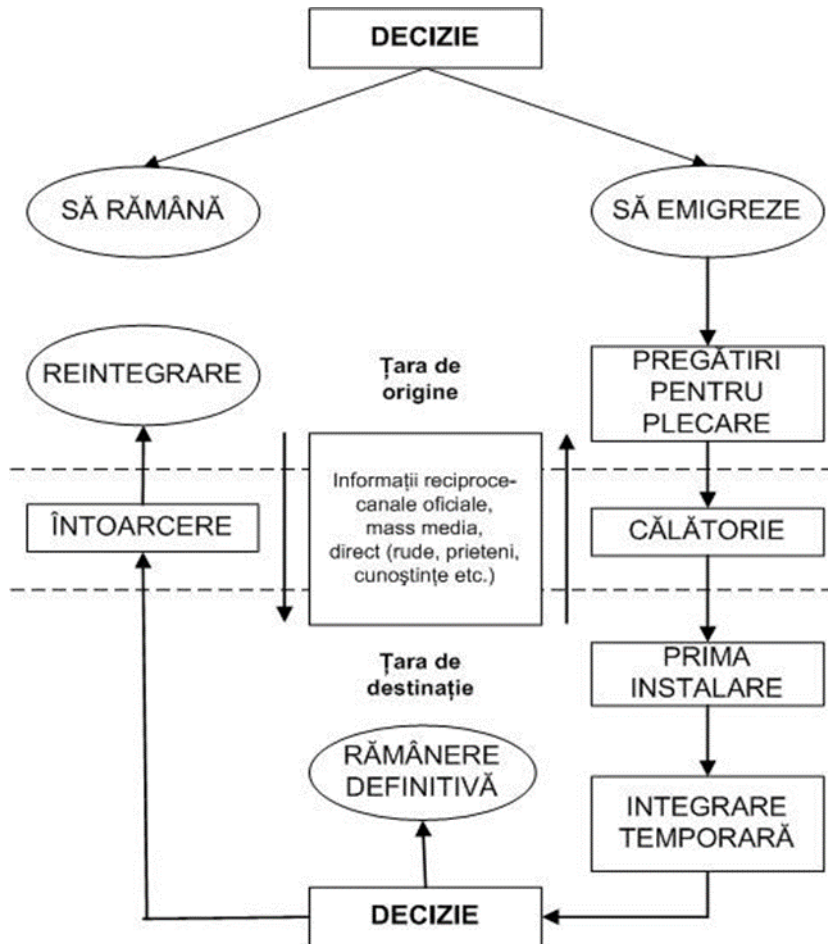 DECIZIE
SĂ RĂMÂNĂ
SĂ EMIGREZE
REINTEGRARE
Țara de
origine
PREGĂTIRI
PENTRU
PLECARE
Informații reciproce-
canale oficiale,
mass media,
direct (rude, prieteni,
cunoștințe etc.)
ÎNTOARCERE
CĂLĂTORIE
Țara de
destinație
PRIMA
INSTALARE
RĂMÂNERE
DEFINITIVĂ
INTEGRARE
TEMPORARĂ
DECIZIE